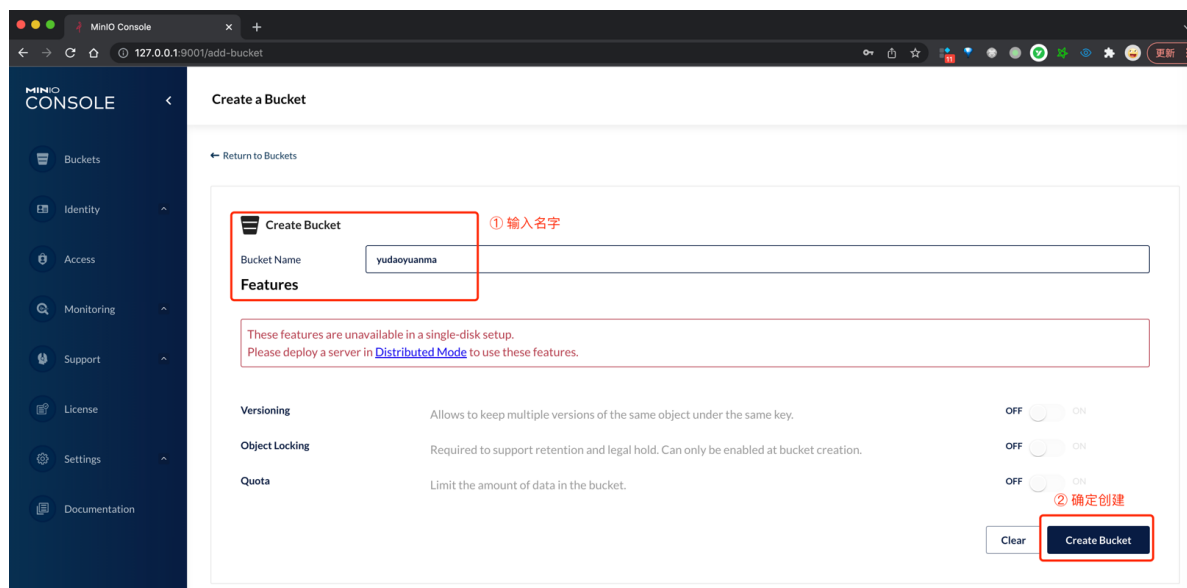 MinIO Console
127.0.0.1:9001/add-bucket
11
更新
MINIO
CONSOLE
Create a Bucket
Buckets
Identity
Access
Monitoring
Support
License
Settings
Documentation
← Return to Buckets
Create Bucket
① 输入名字
Bucket Name
yudaoyuanma
Features
These features are unavailable in a single-disk setup.
Please deploy a server in Distributed Mode to use these features.
Versioning
Allows to keep multiple versions of the same object under the same key.
OFF
ON
Object Locking
Required to support retention and legal hold. Can only be enabled at bucket creation.
OFF
ON
Quota
Limit the amount of data in the bucket.
OFF
ON
② 确定创建
Clear
Create Bucket